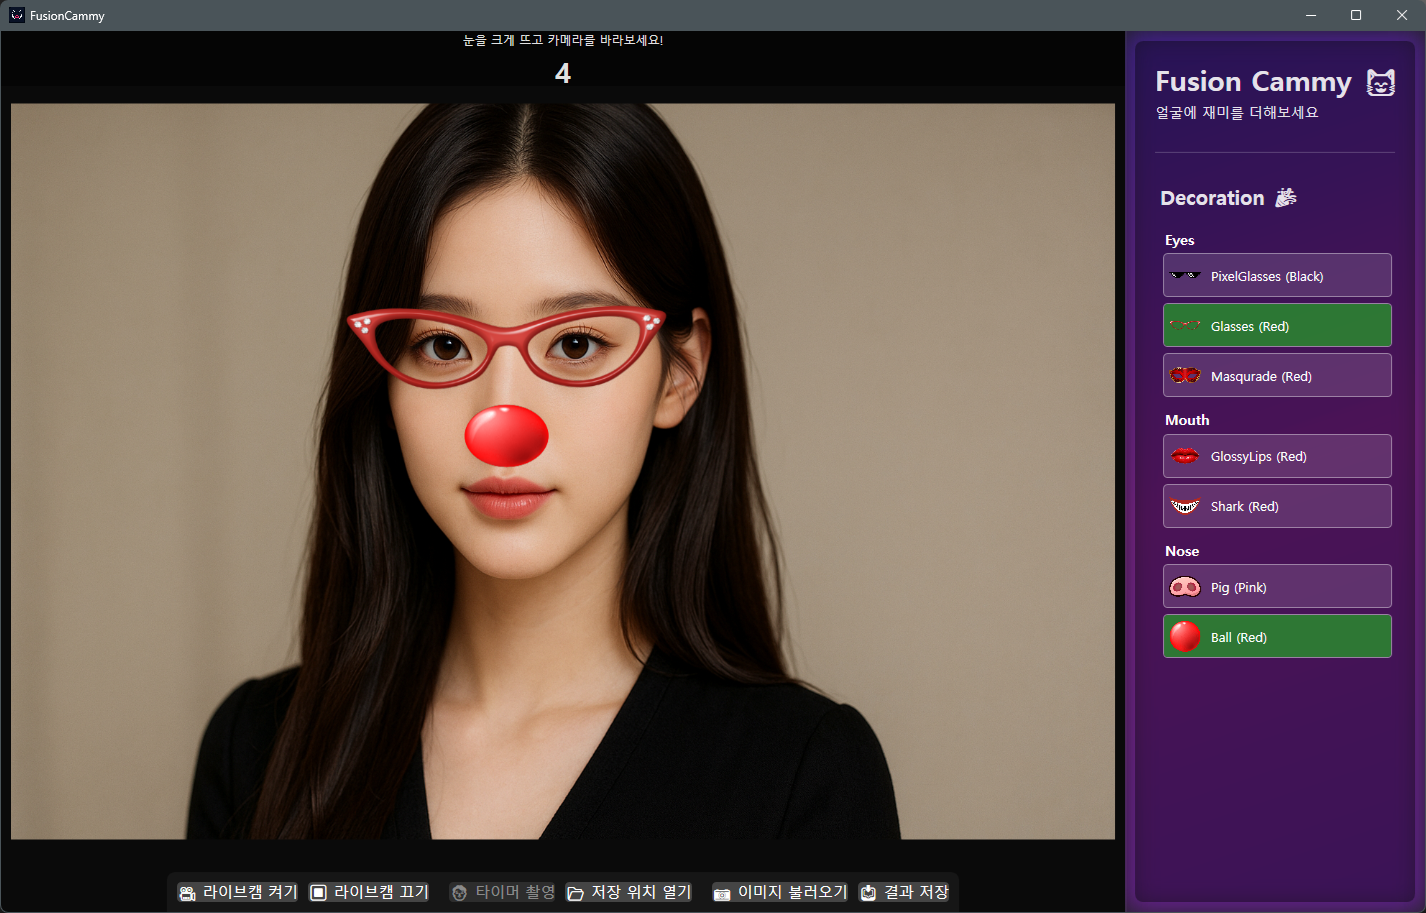 FusionCammy
눈을 크게 뜨고 카메라를 바라보세요!
4
Fusion Cammy
얼굴에 재미를 더해보세요
Decoration
Eyes
PixelGlasses (Black)
Glasses (Red)
Masqurade (Red)
Mouth
GlossyLips (Red)
Shark (Red)
Nose
Pig (Pink)
Ball (Red)
라이브캠 켜기 라이브캠 끄기 타이머 촬영 저장 위치 열기 이미지 불러오기 결과 저장